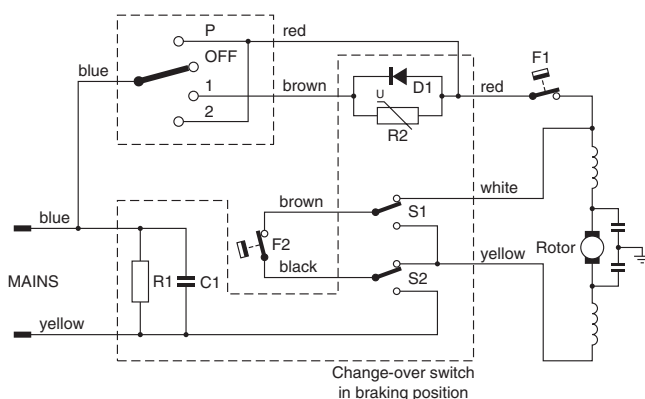 P
red
OFF
F1
blue
1
brown
U
D1
red
2
R2
white
brown
S1
blue
F2
yellow
Rotor
black
MAINS
R1
C1
S2
yellow
Change-over switch
in braking position